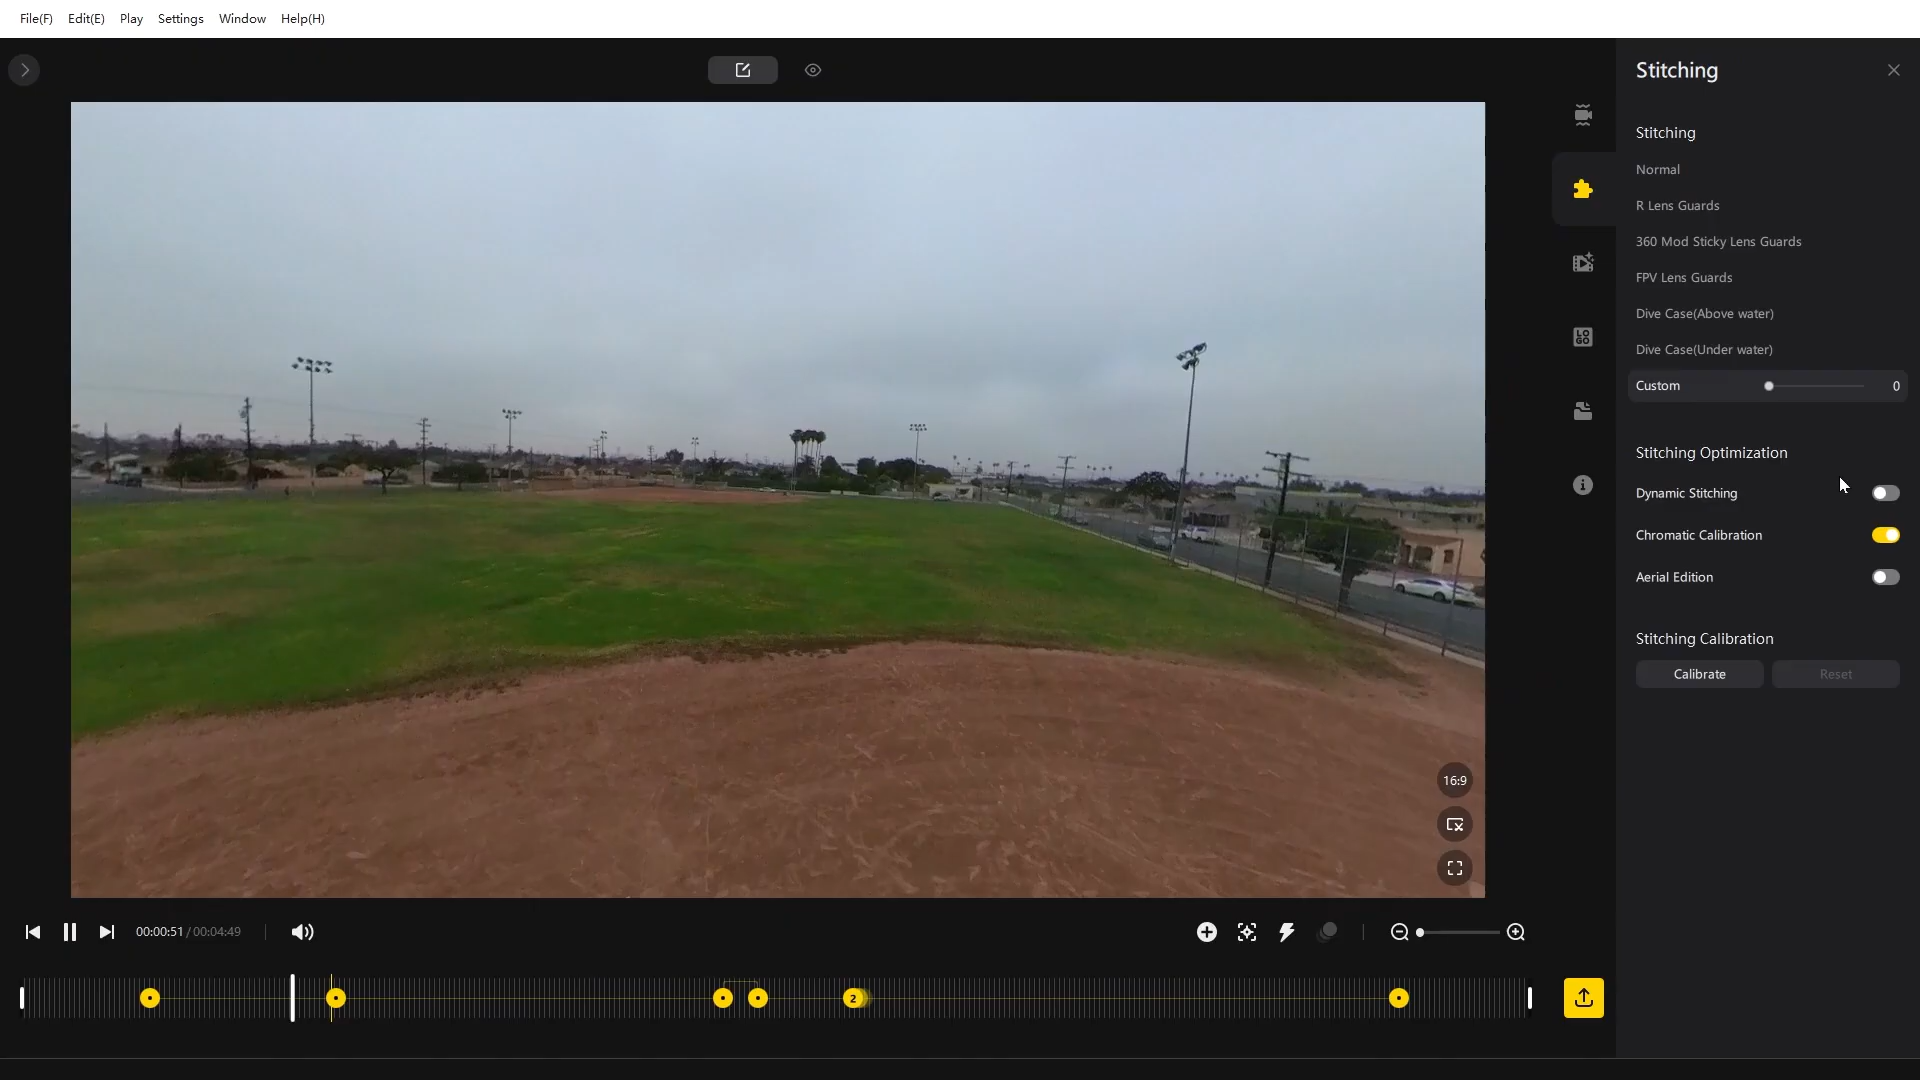 File(F) Edit(E) Play Settings Window Help(H)
Stitching
Stitching
Normal
R Lens Guards
360 Mod Sticky Lens Guards
FPV Lens Guards
Dive Case(Above water)
Dive Case(Under water)
Custom 0
Stitching Optimization
Dynamic Stitching
Chromatic Calibration
Aerial Edition
Stitching Calibration
Calibrate Reset
LOGO
16:9
00:00:51 / 00:04:49
2